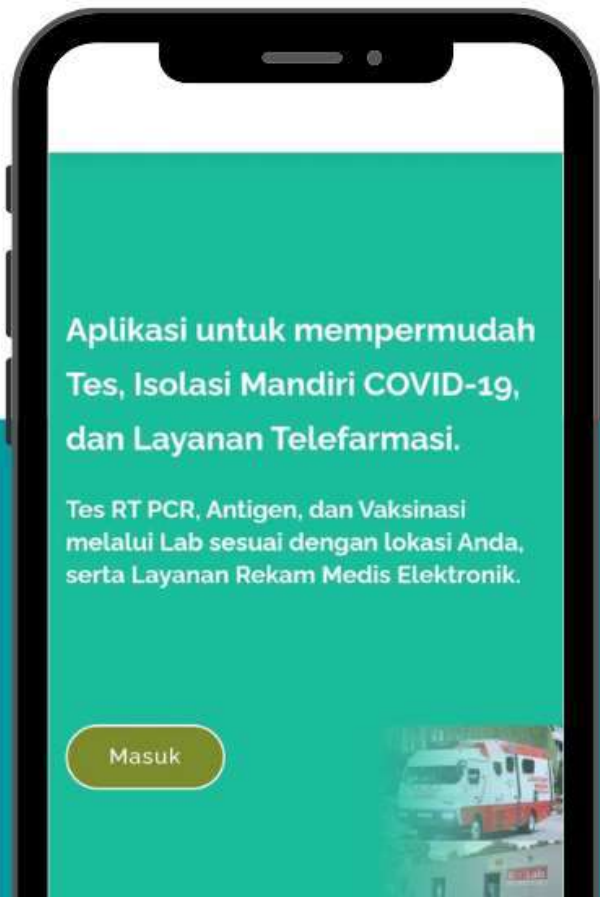 Aplikasi untuk mempermudah
Tes, Isolasi Mandiri COVID-19,
dan Layanan Telefarmasi.
Tes RT PCR, Antigen, dan Vaksinasi
melalui Lab sesuai dengan lokasi Anda,
serta Layanan Rekam Medis Elektronik.
Masuk